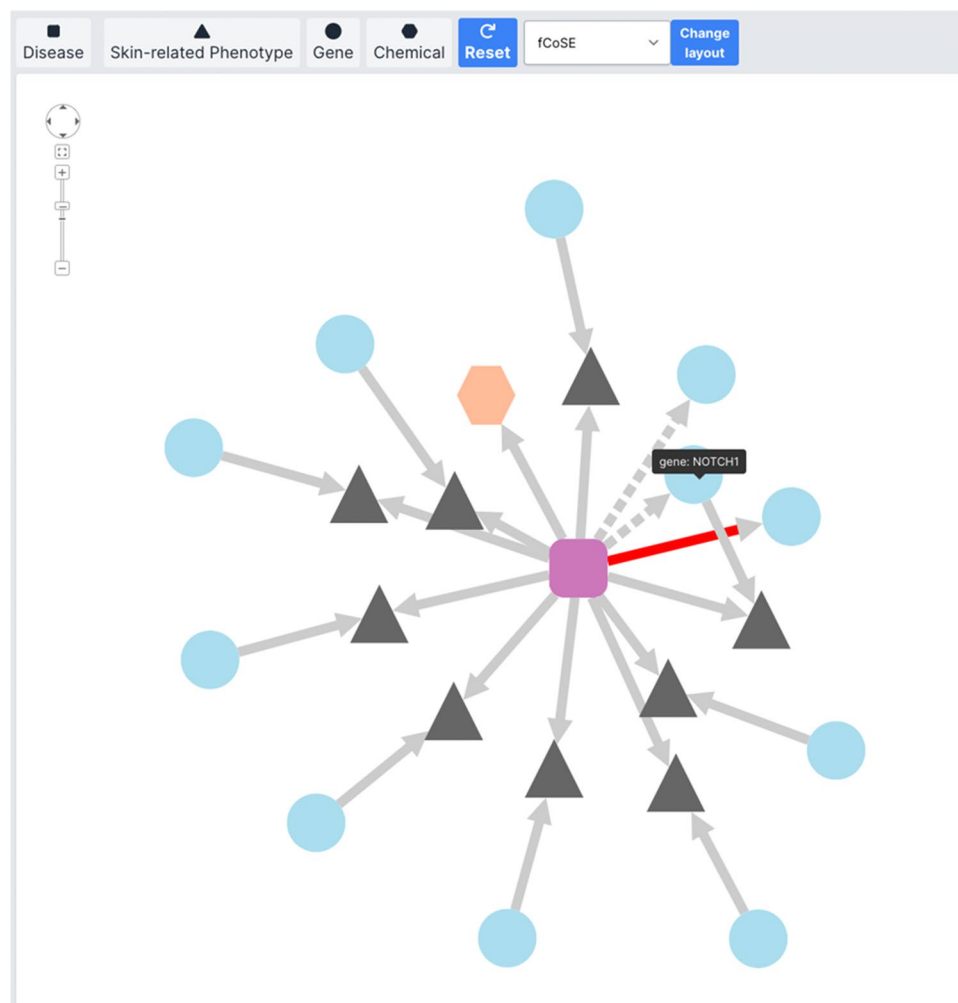 Disease
Skin-related Phenotype
Gene
Chemical
Reset
fCoSE
Change
layout
gene: NOTCH1